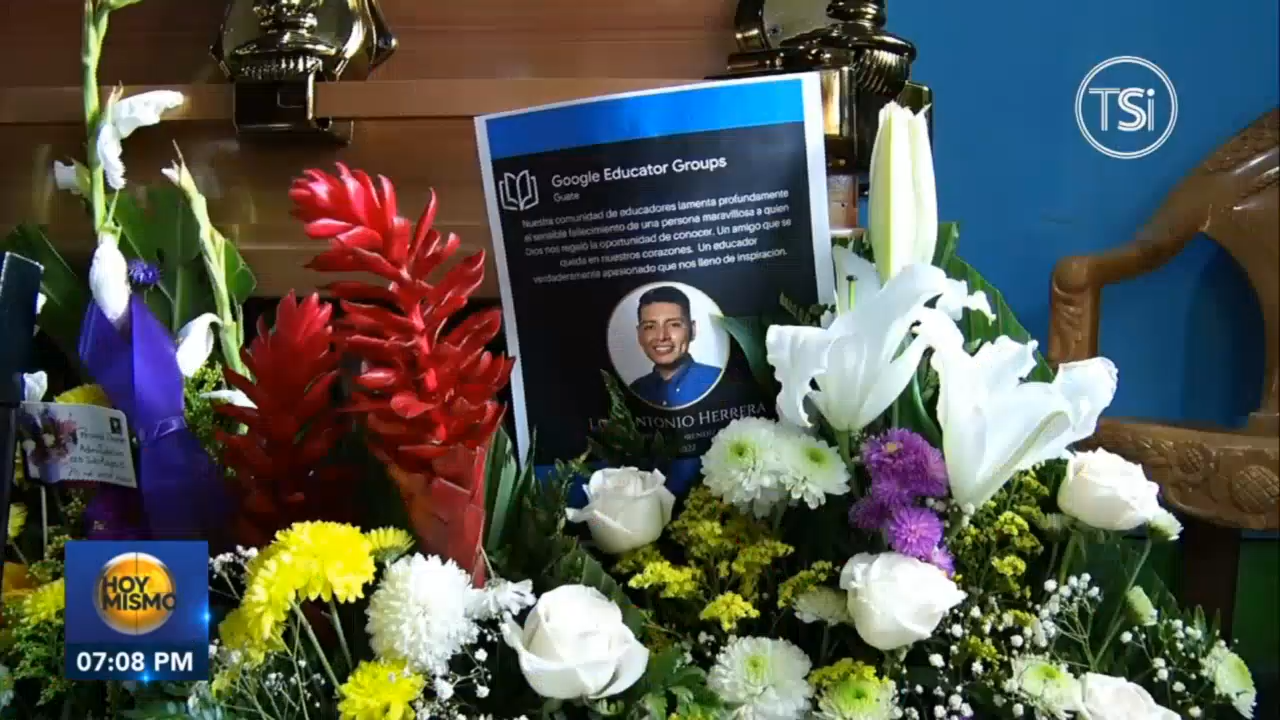 TSi
Google Educator Groups
Guate
Nuestra comunidad de educadores lamenta profundamente
el sensible fallecimiento de una persona maravillosa a quien
Dios nos regaló la oportunidad de conocer. Un amigo que se
queda en nuestros corazones. Un educador
verdaderamente apasionado que nos llenó de inspiración.
ANTONIO HERRERA
HOY
MISMO
07:08 PM